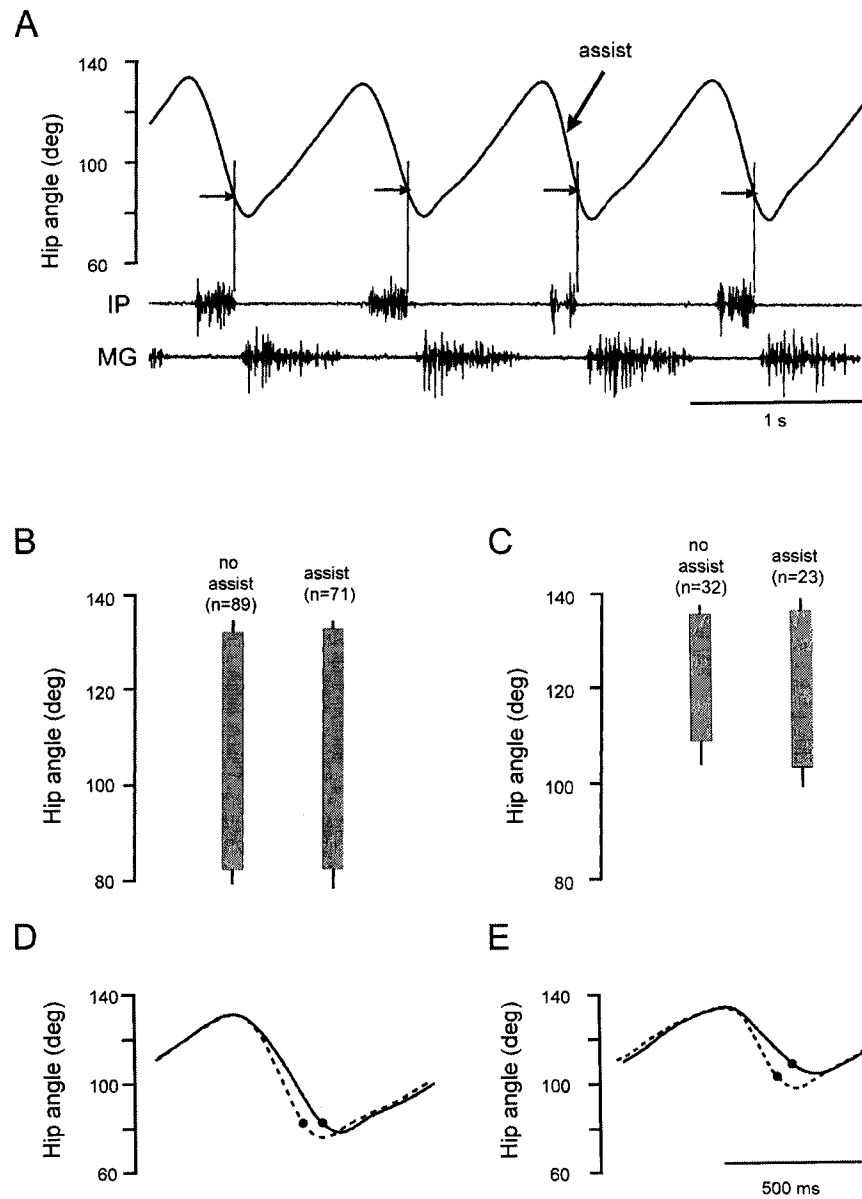 A
assist
140
100
60
Hip angle (deg)
IP
MG
1 s
B
no
assist
(n=89)
assist
(n=71)
140
120
100
80
Hip angle (deg)
C
no
assist
(n=32)
assist
(n=23)
140
120
100
80
Hip angle (deg)
D
140
100
60
Hip angle (deg)
E
140
100
60
Hip angle (deg)
500 ms